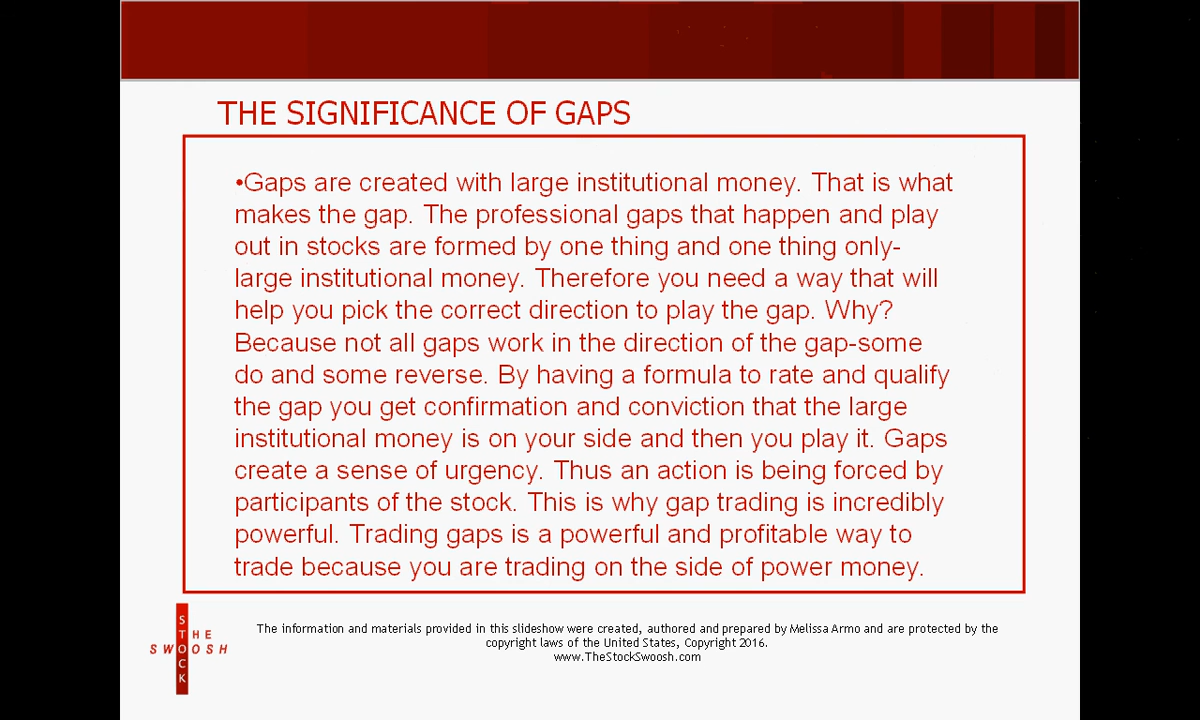 THE SIGNIFICANCE OF GAPS
•Gaps are created with large institutional money. That is what
makes the gap. The professional gaps that happen and play
out in stocks are formed by one thing and one thing only-
large institutional money. Therefore you need a way that will
help you pick the correct direction to play the gap. Why?
Because not all gaps work in the direction of the gap-some
do and some reverse. By having a formula to rate and qualify
the gap you get confirmation and conviction that the large
institutional money is on your side and then you play it. Gaps
create a sense of urgency. Thus an action is being forced by
participants of the stock. This is why gap trading is incredibly
powerful. Trading gaps is a powerful and profitable way to
trade because you are trading on the side of power money.
THE
STOCK
SWOOSH
The information and materials provided in this slideshow were created, authored and prepared by Melissa Armo and are protected by the
copyright laws of the United States, Copyright 2016.
www.TheStockSwoosh.com